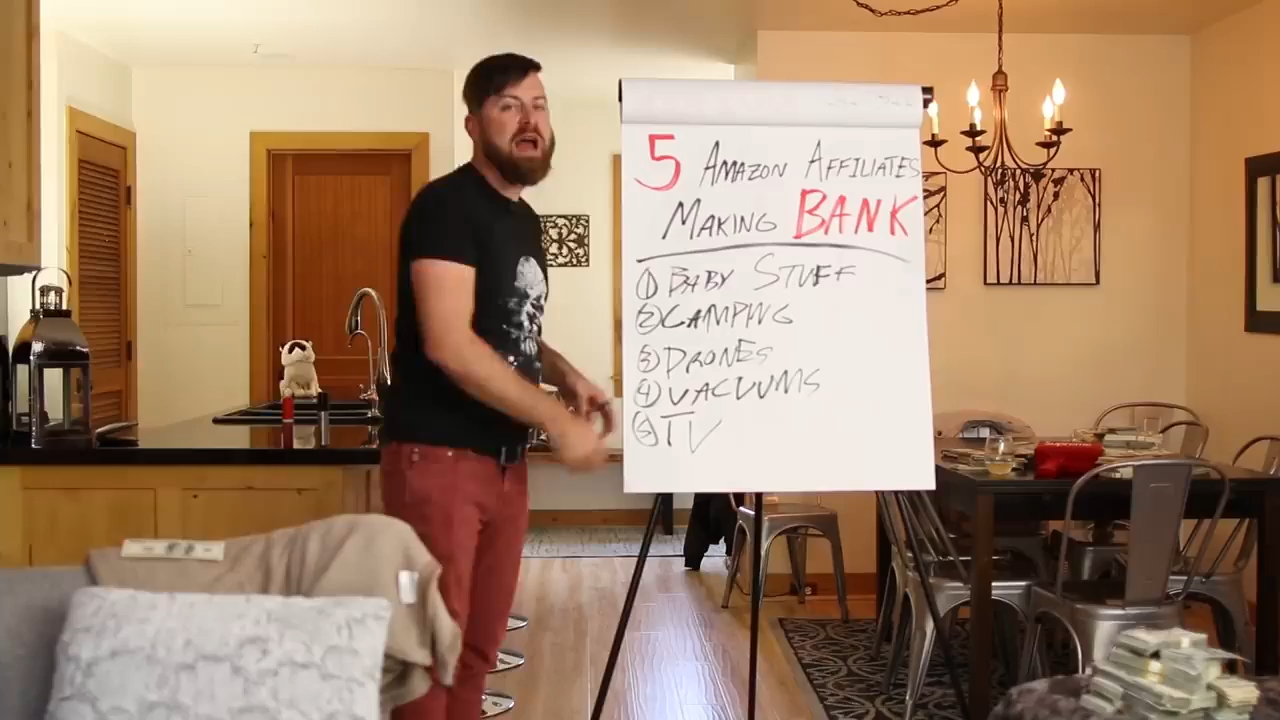 5 AMAZON AFFILIATES
MAKING BANK
① BABY STUFF
② CAMPING
③ DRONES
④ VACUUMS
⑤ TV